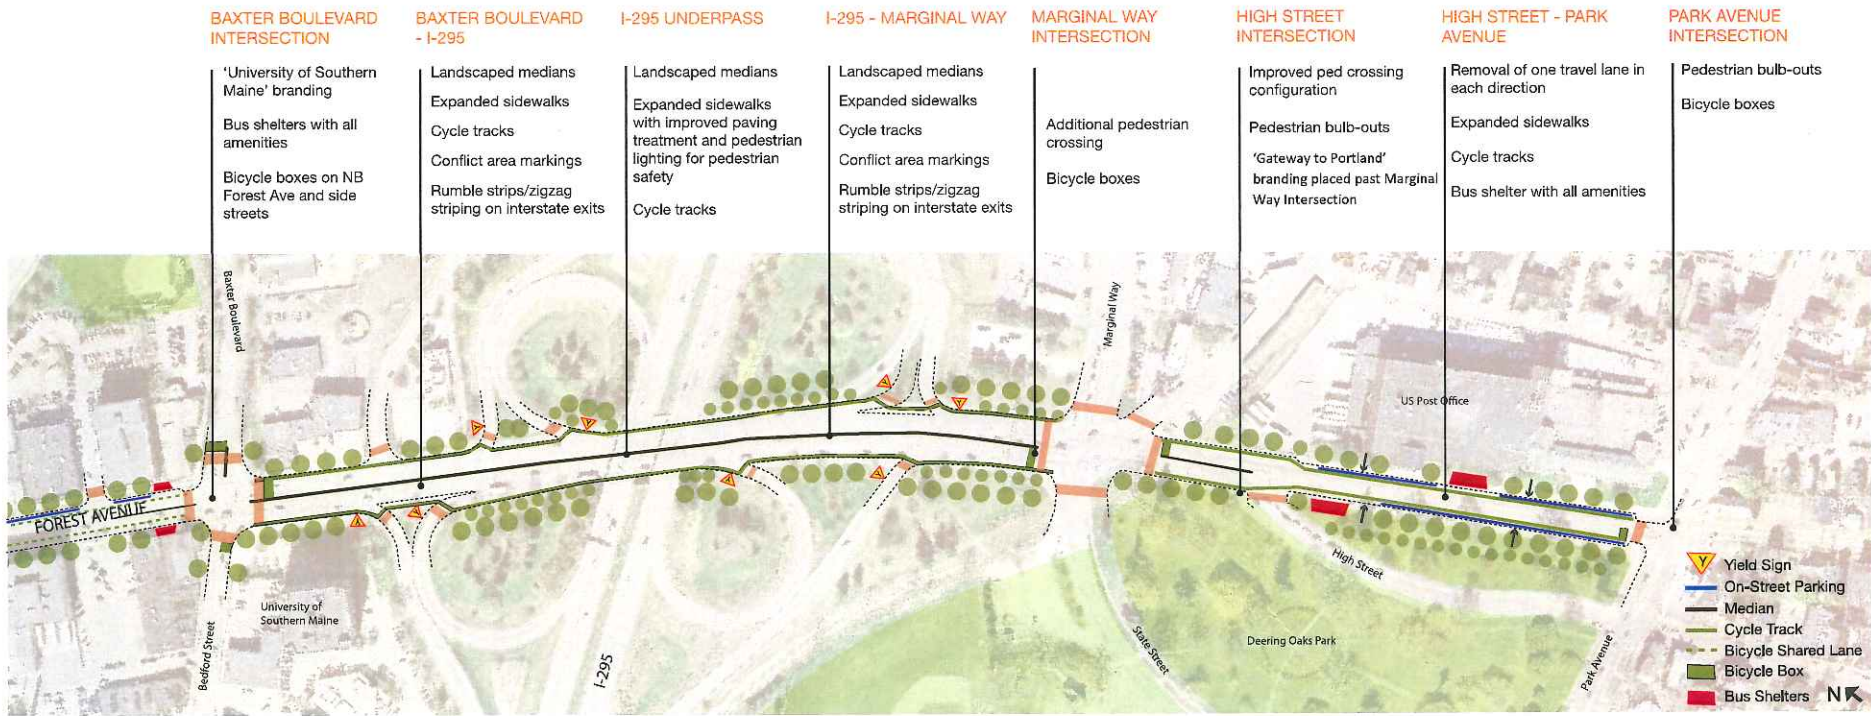 BAXTER BOULEVARD
INTERSECTION
'University of Southern
Maine' branding
Bus shelters with all
amenities
Bicycle boxes on NB
Forest Ave and side
streets
BAXTER BOULEVARD
- I-295
Landscaped medians
Expanded sidewalks
Cycle tracks
Conflict area markings
Rumble strips/zigzag
striping on interstate exits
I-295 UNDERPASS
Landscaped medians
Expanded sidewalks
with improved paving
treatment and pedestrian
lighting for pedestrian
safety
Cycle tracks
I-295 - MARGINAL WAY
Landscaped medians
Expanded sidewalks
Cycle tracks
Conflict area markings
Rumble strips/zigzag
striping on interstate exits
MARGINAL WAY
INTERSECTION
Additional pedestrian
crossing
Bicycle boxes
HIGH STREET
INTERSECTION
Improved ped crossing
configuration
Pedestrian bulb-outs
'Gateway to Portland'
branding placed past Marginal
Way Intersection
HIGH STREET - PARK
AVENUE
Removal of one travel lane in
each direction
Expanded sidewalks
Cycle tracks
Bus shelter with all amenities
PARK AVENUE
INTERSECTION
Pedestrian bulb-outs
Bicycle boxes
Baxter Boulevard
Marginal Way
US Post Office
FOREST AVENUE
University of
Southern Maine
Bedford Street
I-295
State Street
High Street
Deering Oaks Park
Park Avenue
Y Yield Sign
On-Street Parking
Median
Cycle Track
Bicycle Shared Lane
Bicycle Box
Bus Shelters
N